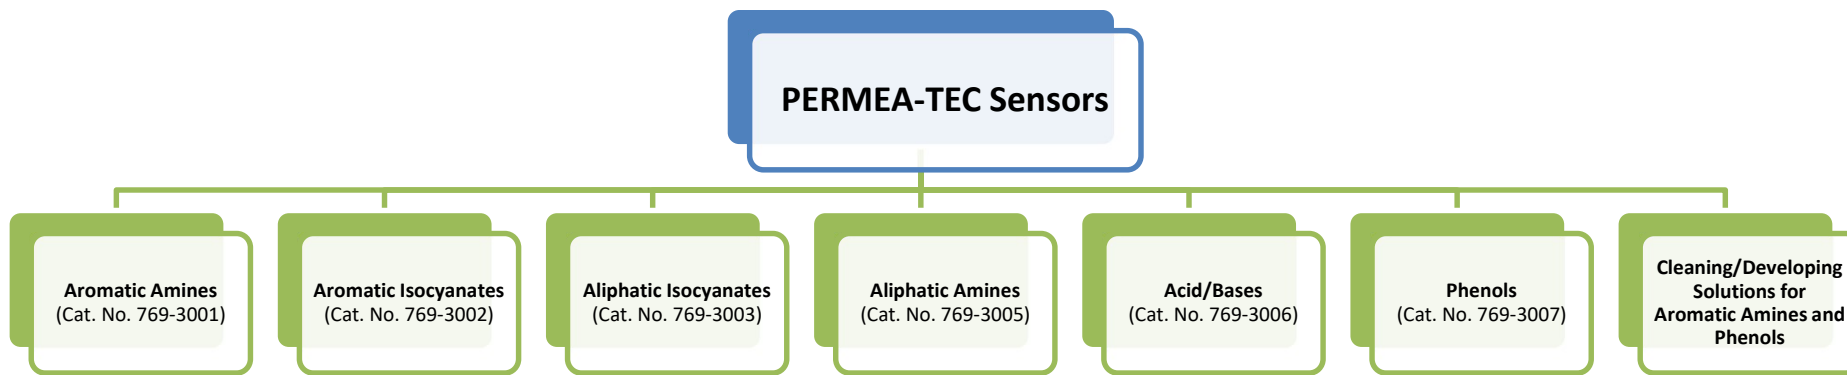 PERMEA-TEC Sensors
Aromatic Amines
(Cat. No. 769-3001)
Aromatic Isocyanates
(Cat. No. 769-3002)
Aliphatic Isocyanates
(Cat. No. 769-3003)
Aliphatic Amines
(Cat. No. 769-3005)
Acid/Bases
(Cat. No. 769-3006)
Phenols
(Cat. No. 769-3007)
Cleaning/Developing
Solutions for
Aromatic Amines and
Phenols